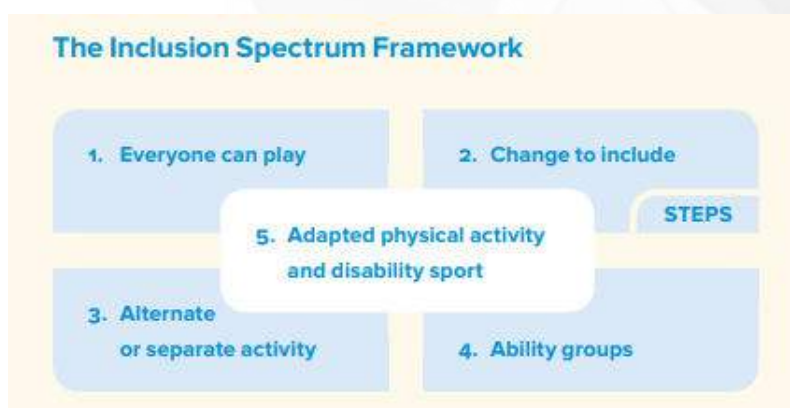 The Inclusion Spectrum Framework
1. Everyone can play
2. Change to include
STEPS
5. Adapted physical activity
and disability sport
3. Alternate
or separate activity
4. Ability groups